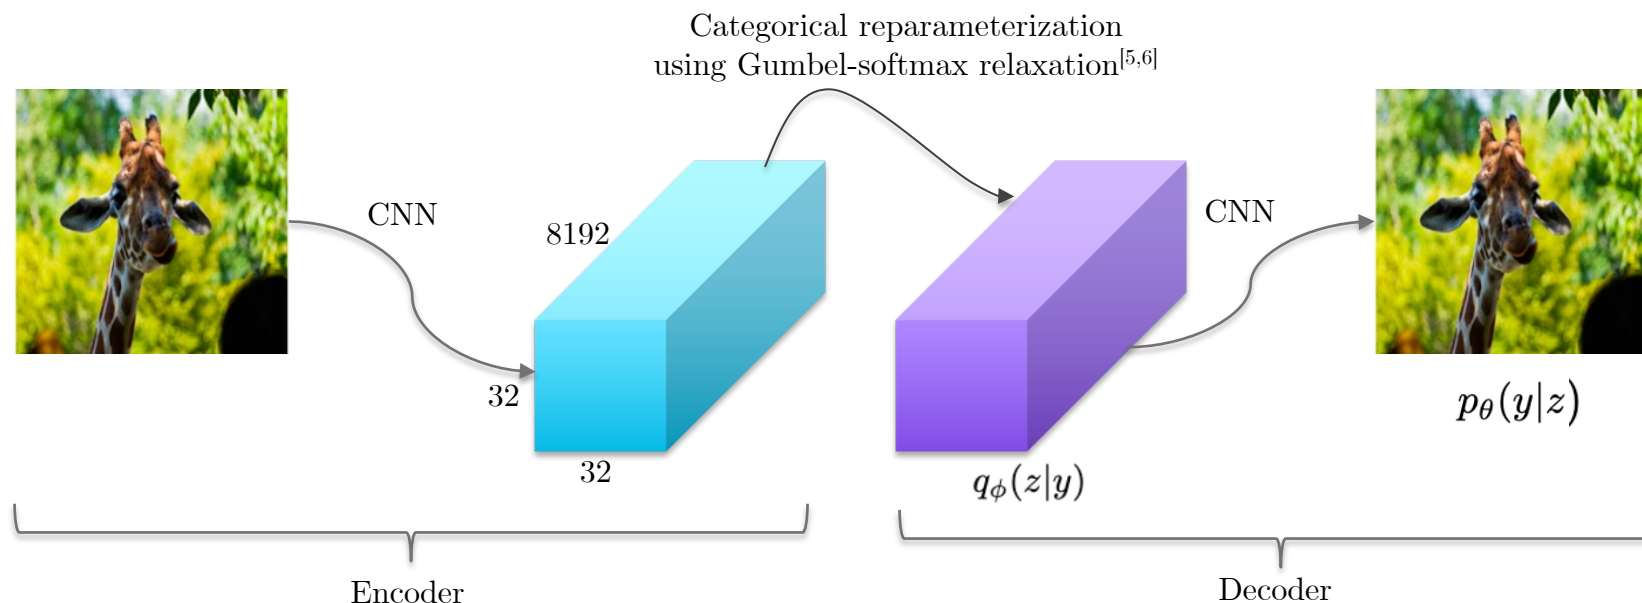 Categorical reparameterization
using Gumbel-softmax relaxation[5,6]
CNN
8192
32
32
CNN
qϕ(z|y)
pθ(y|z)
Encoder
Decoder